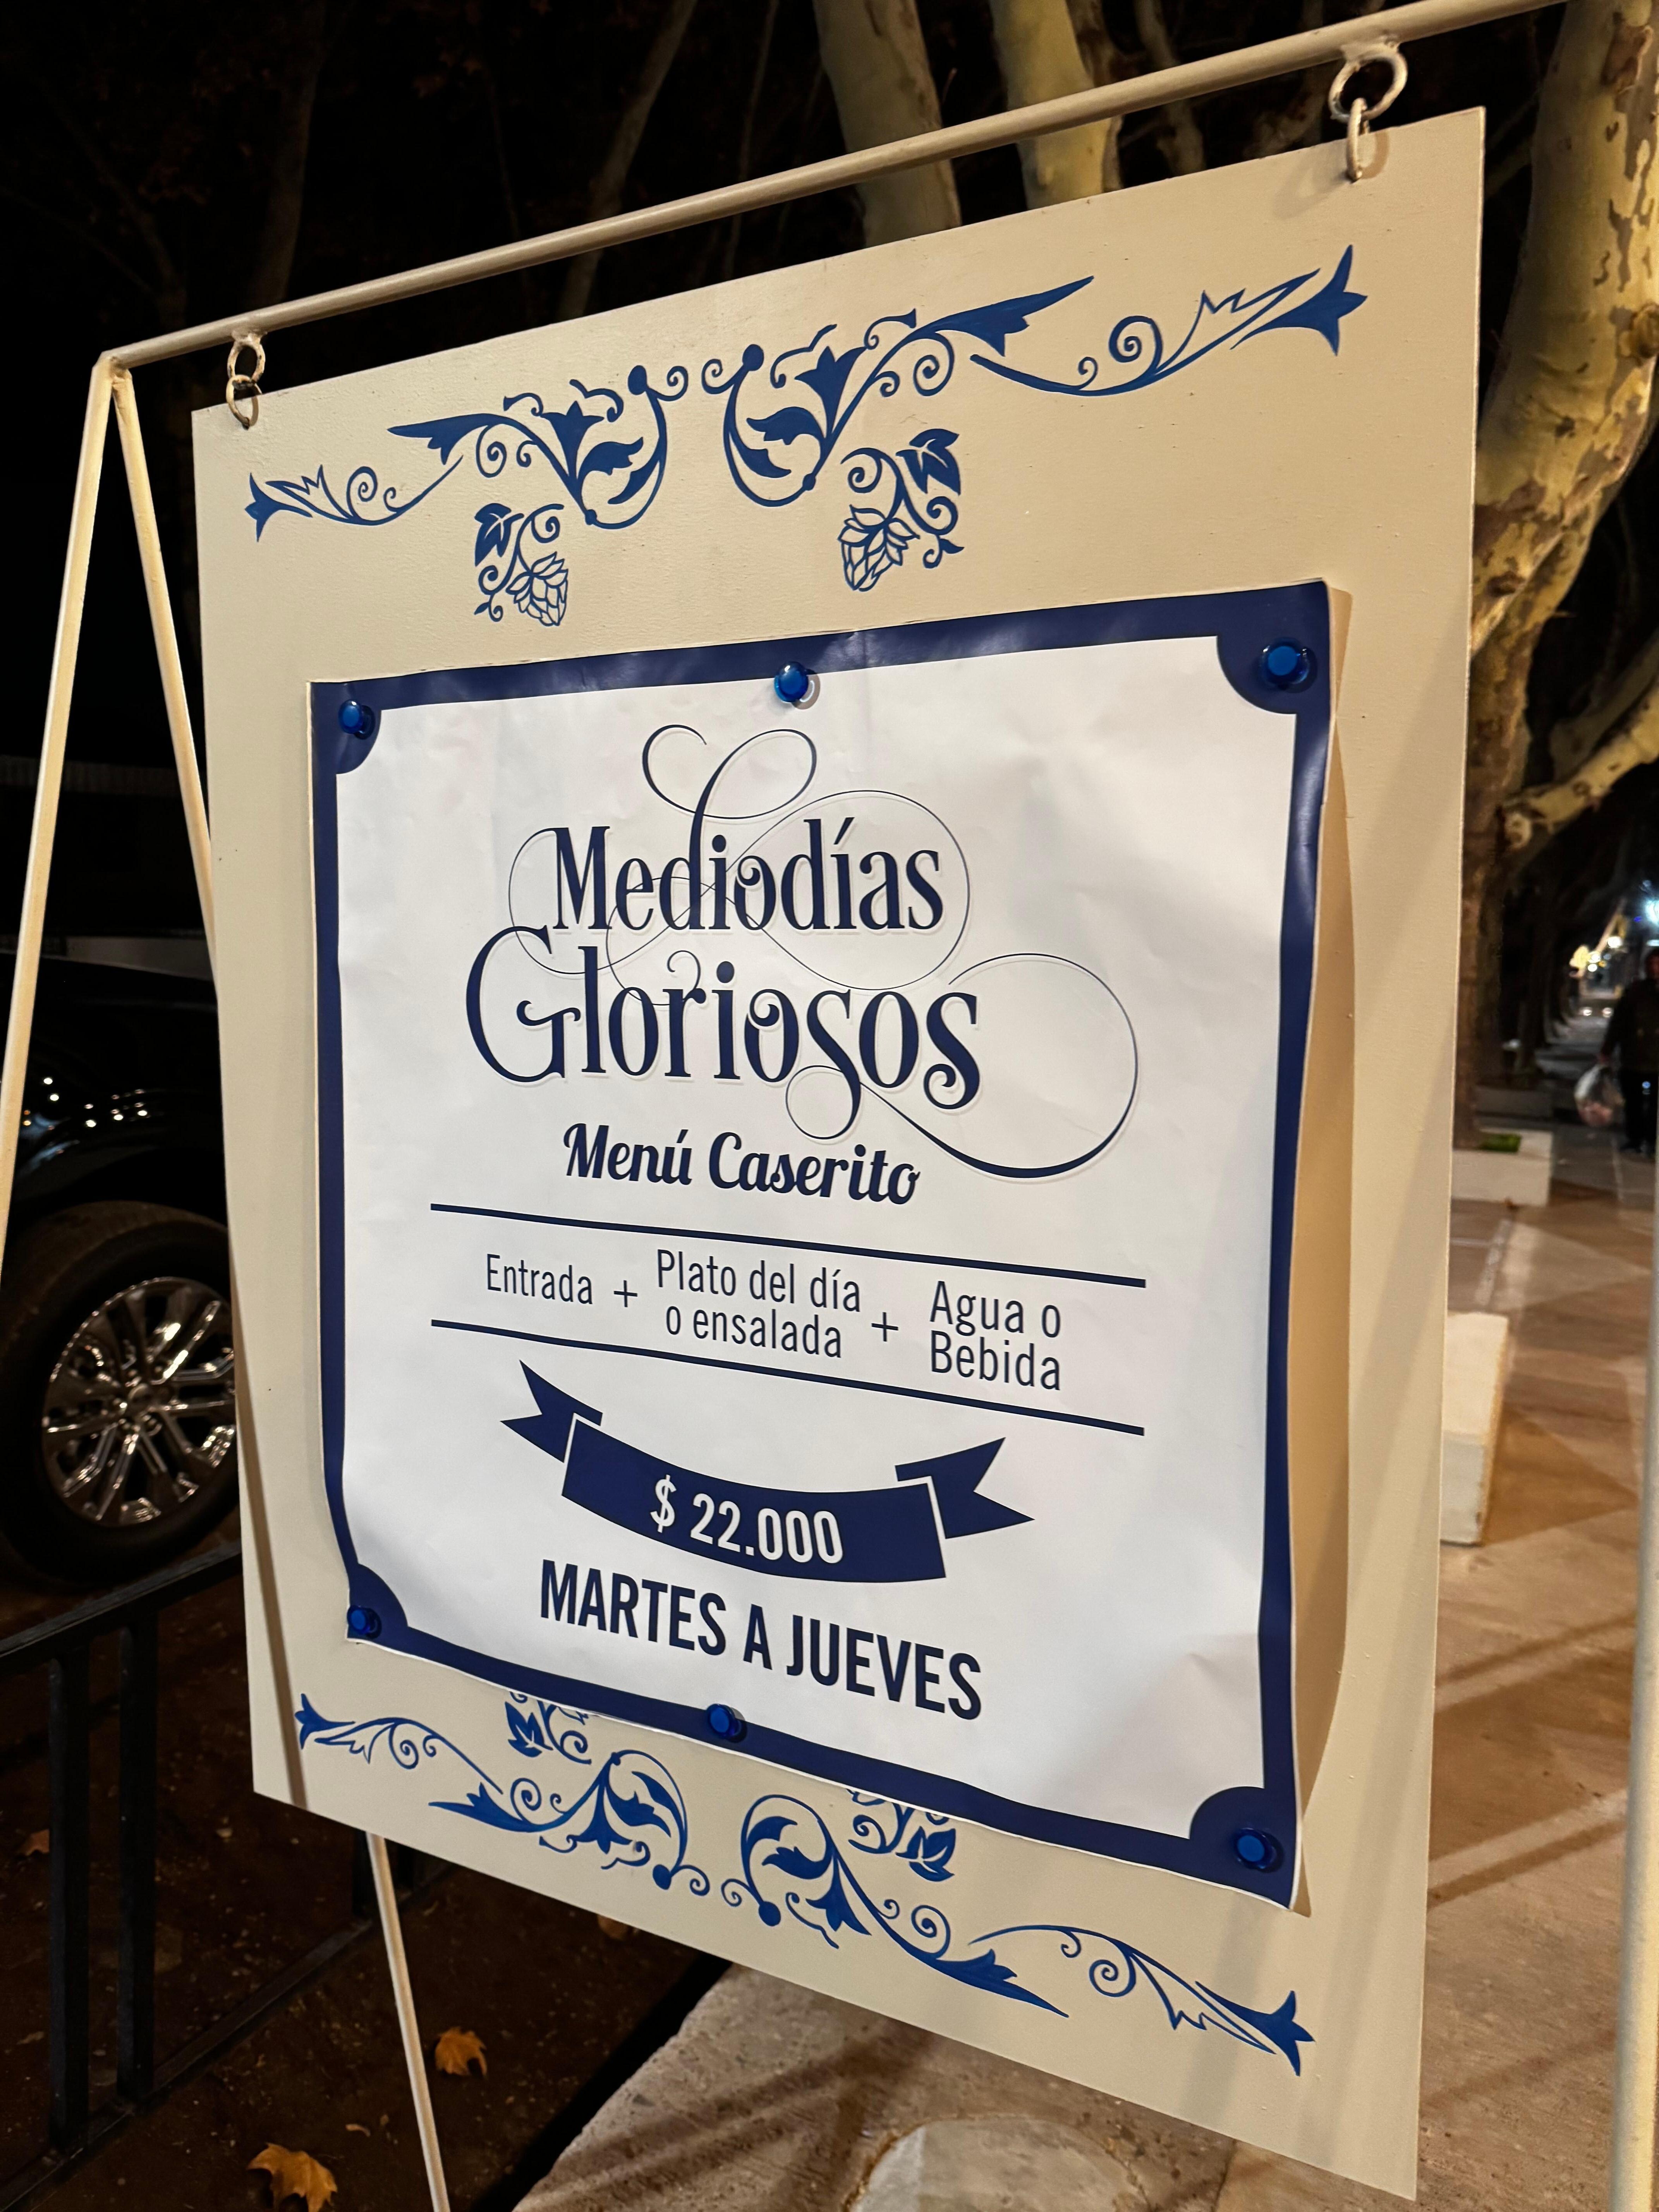 Mediodías
Gloriosos
Menú Caserito
Entrada + Plato del día
o ensalada + Agua o
Bebida
$ 22.000
MARTES A JUEVES